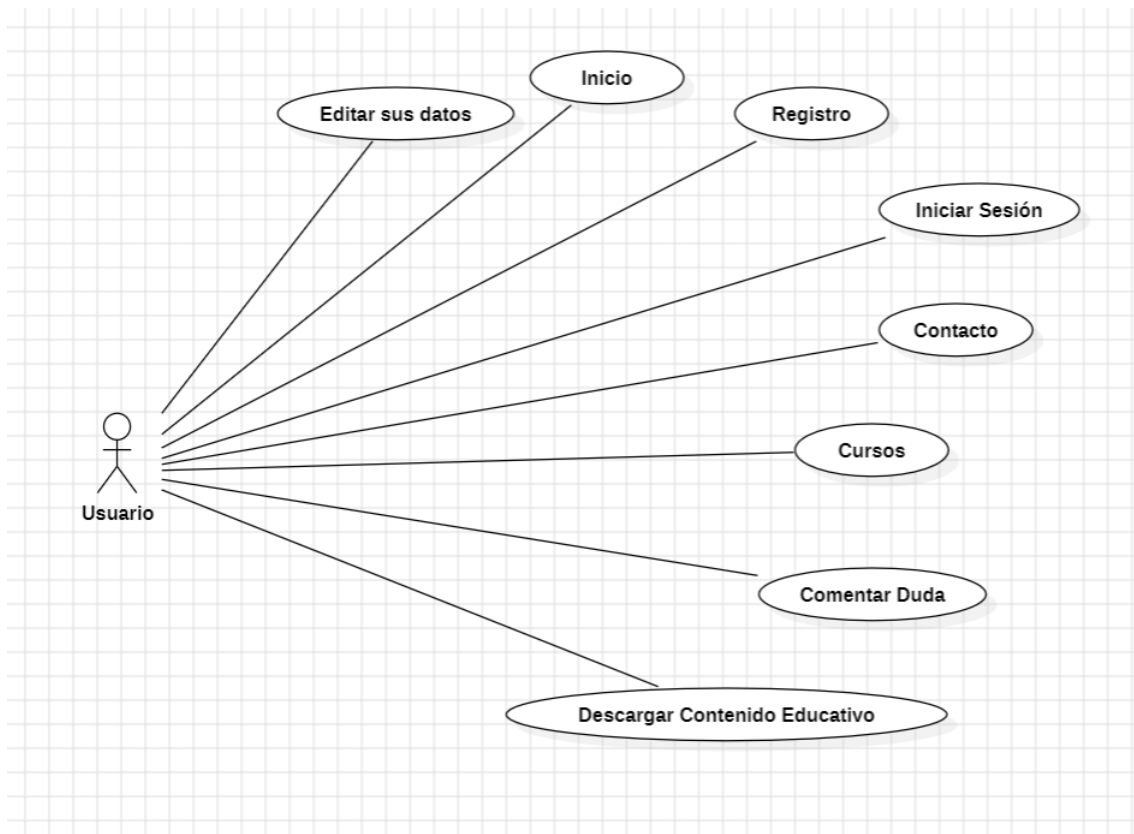 Inicio
Editar sus datos
Registro
Iniciar Sesión
Contacto
Cursos
Usuario
Comentar Duda
Descargar Contenido Educativo